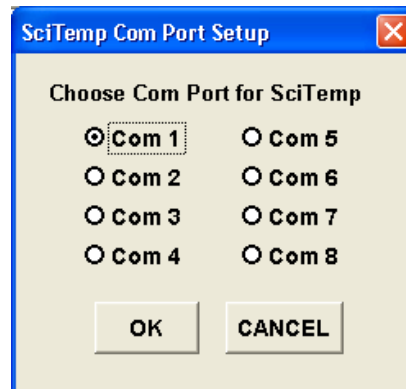 SciTemp Com Port Setup
Choose Com Port for SciTemp
Com 1 Com 5
Com 2 Com 6
Com 3 Com 7
Com 4 Com 8
OK CANCEL